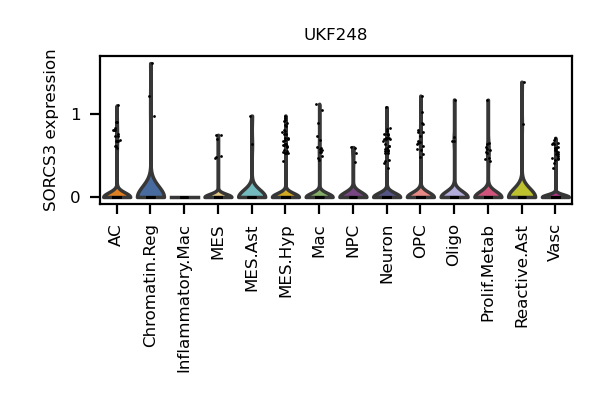 UKF248
SORCS3 expression
1
0
AC
Chromatin.Reg
Inflammatory.Mac
MES
MES.Ast
MES.Hyp
Mac
NPC
Neuron
OPC
Oligo
Prolif.Metab
Reactive.Ast
Vasc